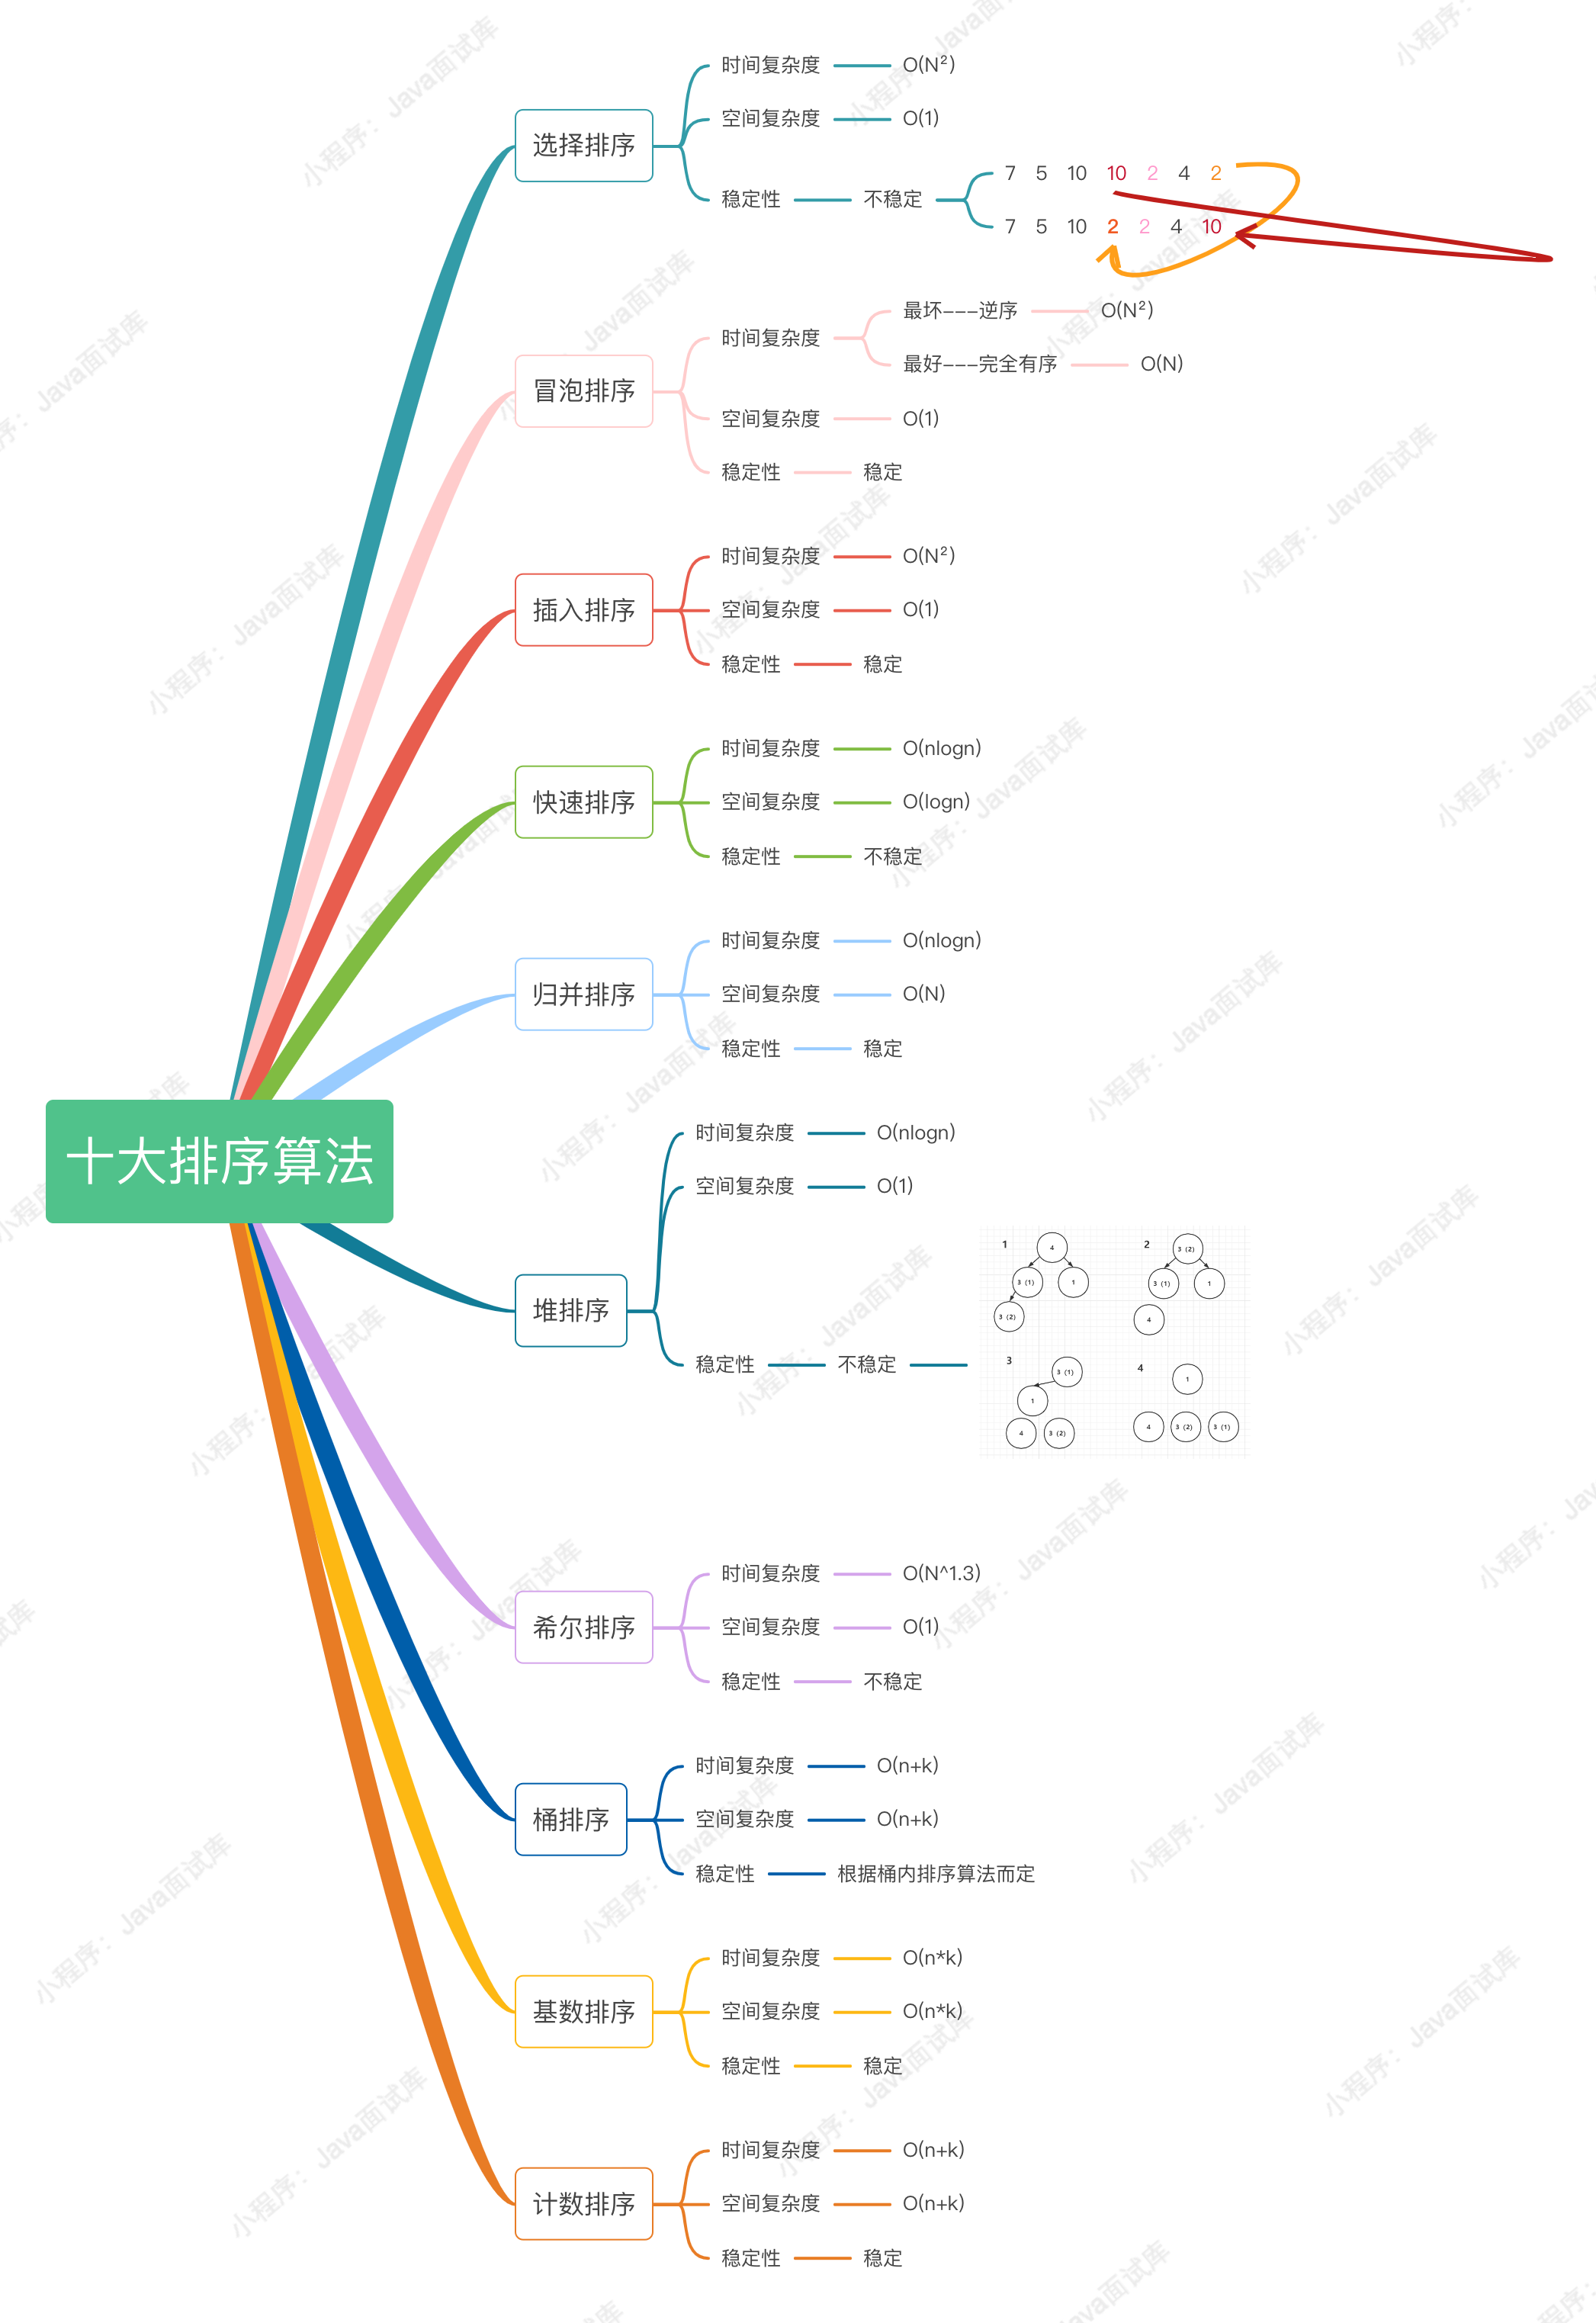 十大排序算法
选择排序
时间复杂度 O(N²)
空间复杂度 O(1)
稳定性 不稳定
7 5 10 10 2 4 2
7 5 10 2 2 4 10
冒泡排序
时间复杂度
最坏---逆序 O(N²)
最好---完全有序 O(N)
空间复杂度 O(1)
稳定性 稳定
插入排序
时间复杂度 O(N²)
空间复杂度 O(1)
稳定性 稳定
快速排序
时间复杂度 O(nlogn)
空间复杂度 O(logn)
稳定性 不稳定
归并排序
时间复杂度 O(nlogn)
空间复杂度 O(N)
稳定性 稳定
堆排序
时间复杂度 O(nlogn)
空间复杂度 O(1)
稳定性 不稳定
1
4
3（1） 1
3（2）
2
3（2）
3（1） 1
4
3
3（1）
1
4 3（2）
4
1
4 3（2） 3（1）
希尔排序
时间复杂度 O(N^1.3)
空间复杂度 O(1)
稳定性 不稳定
桶排序
时间复杂度 O(n+k)
空间复杂度 O(n+k)
稳定性 根据桶内排序算法而定
基数排序
时间复杂度 O(n*k)
空间复杂度 O(n*k)
稳定性 稳定
计数排序
时间复杂度 O(n+k)
空间复杂度 O(n+k)
稳定性 稳定
小程序：Java面试库